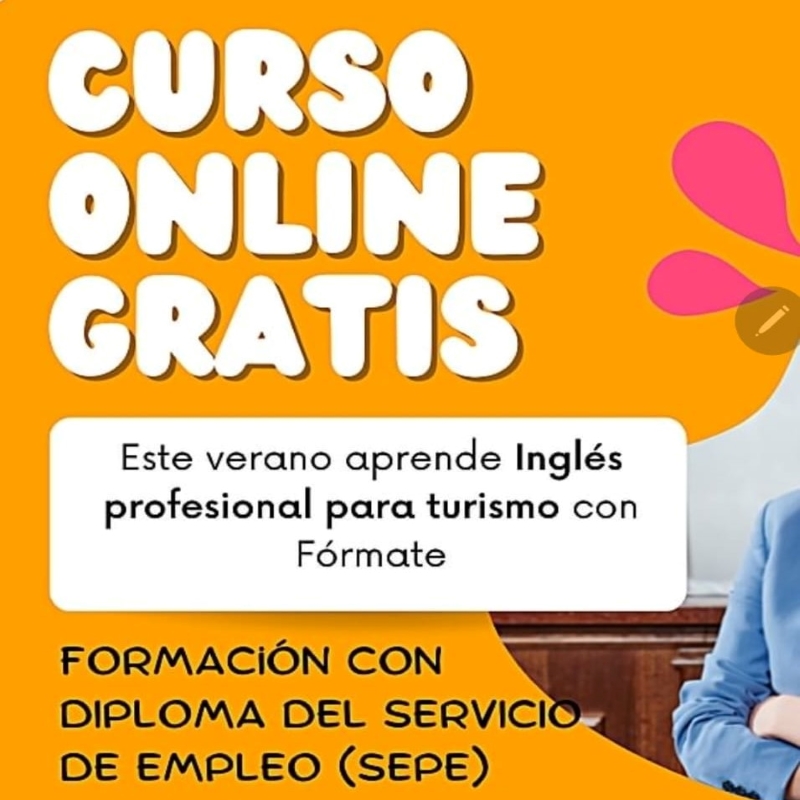 CURSO
ONLINE
GRATIS
Este verano aprende Inglés
profesional para turismo con
Fórmate
FORMACIÓN CON
DIPLOMA DEL SERVICIO
DE EMPLEO (SEPE)